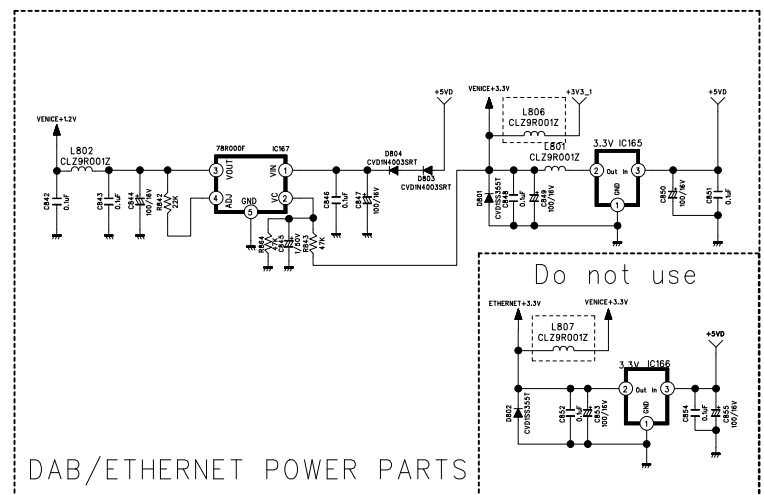 +5VD
VENICE+3.3V
+3V3_1
+5VD
L806
CLZ9R001Z
VENICE+1.2V
L802
CLZ9R001Z
78R000F
IC167
D804
CVD1N4003SRT
L801
CLZ9R001Z
3.3V IC165
3
VOUT
VIN
1
D803
CVD1N4003SRT
2
Out
In
3
4
ADJ
GND
VC
2
GND
5
1
C842
0.1uF
C843
0.1uF
C844
100/16V
R842
22K
C846
0.1uF
C847
100/16V
D801
CVD1SS355T
C848
0.1uF
C849
100/16V
C850
100/16V
C851
0.1uF
R864
47K
C845
1/50V
R843
47K
Do not use
ETHERNET+3.3V
VENICE+3.3V
L807
CLZ9R001Z
+5VD
3.3V IC166
2
Out
In
3
GND
1
D802
CVD1SS355T
C852
0.1uF
C853
100/16V
C854
0.1uF
C855
100/16V
DAB/ETHERNET POWER PARTS